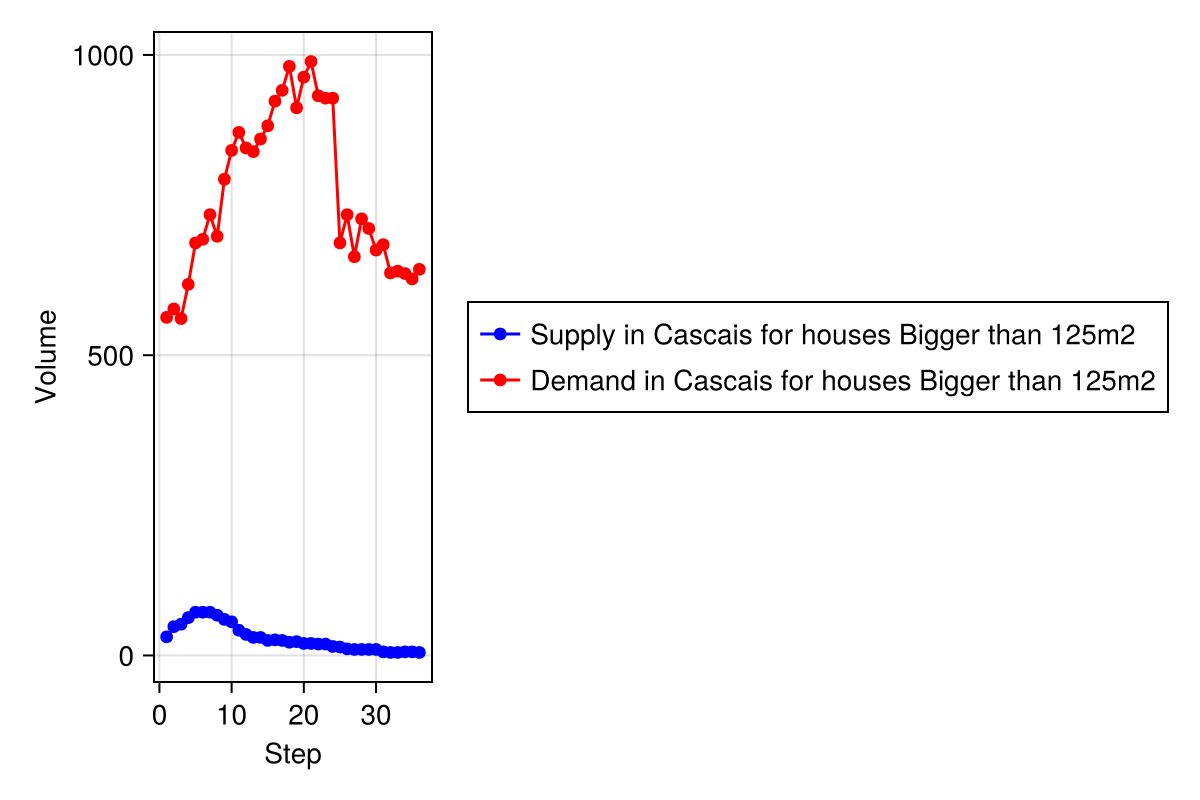 1000
500
0
Volume
0 10 20 30
Step
Supply in Cascais for houses Bigger than 125m2
Demand in Cascais for houses Bigger than 125m2